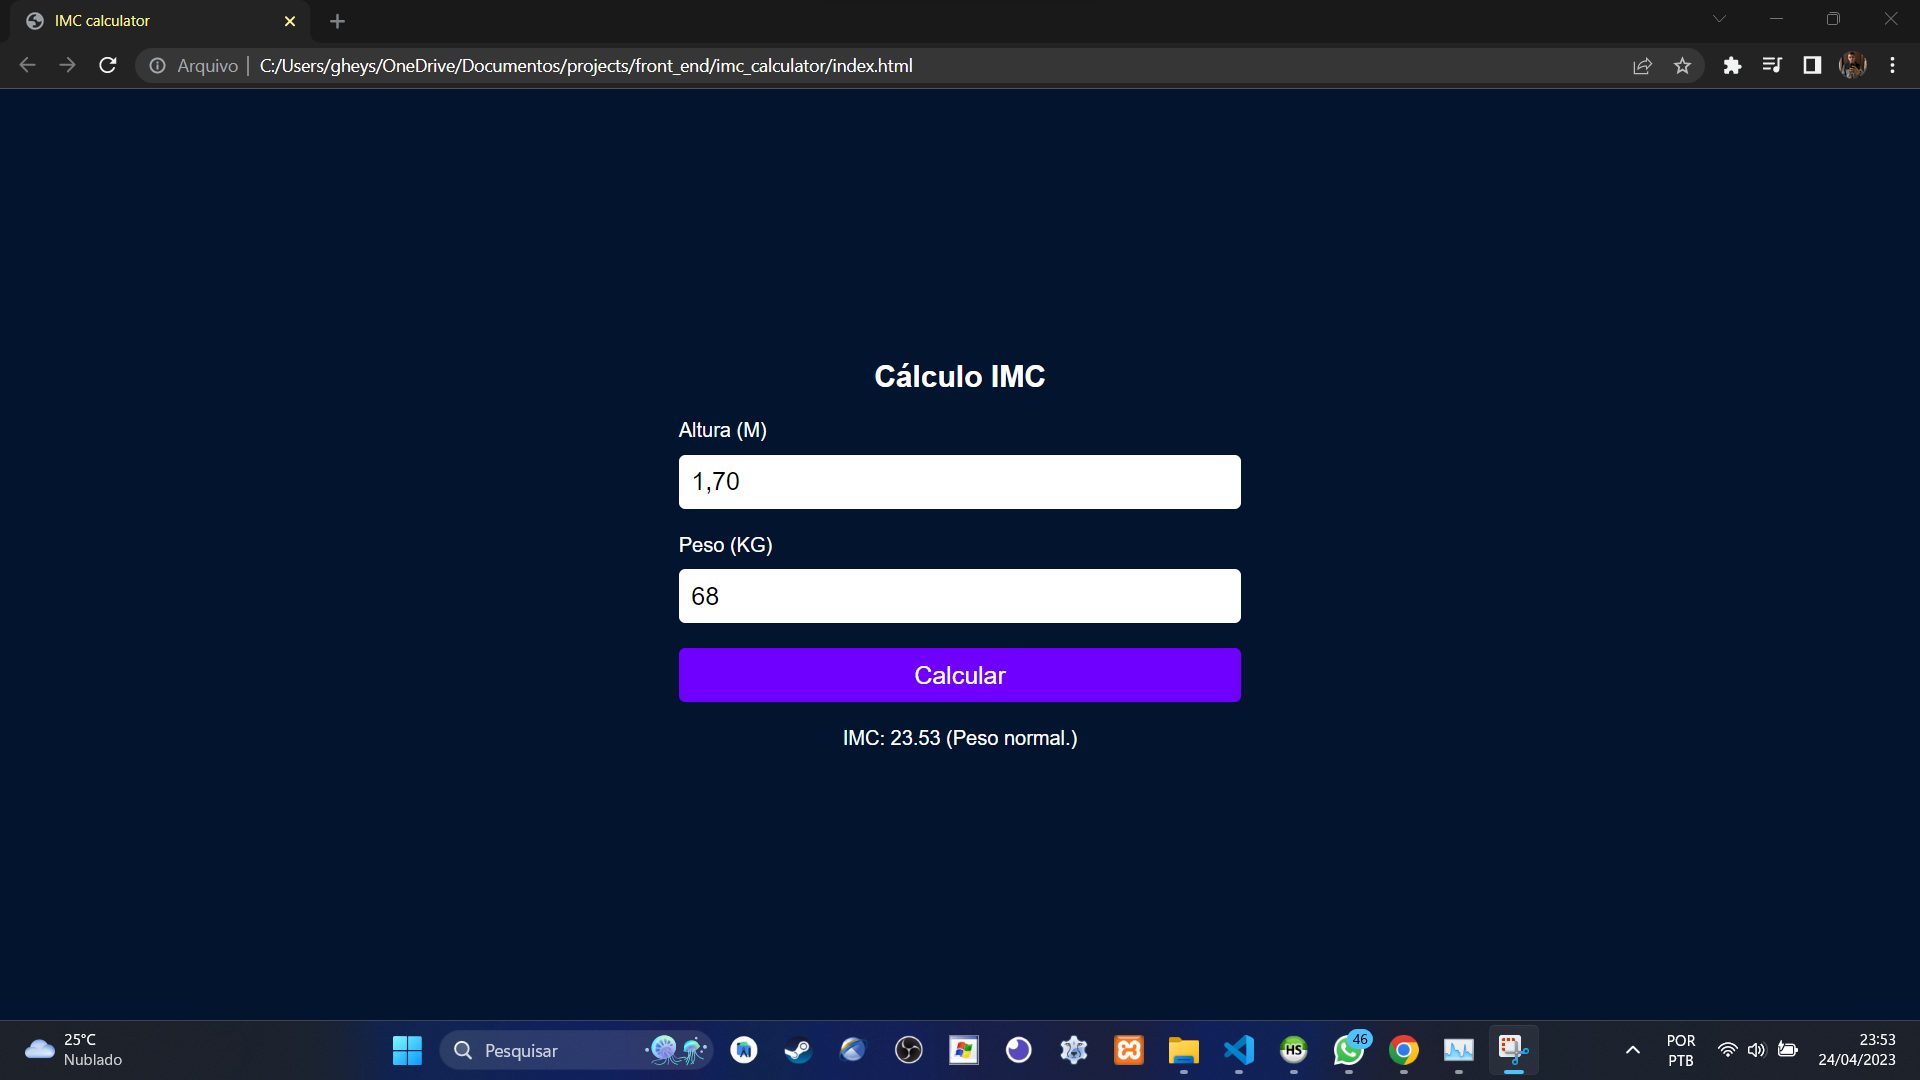 IMC calculator
Arquivo
C:/Users/gheys/OneDrive/Documentos/projects/front_end/imc_calculator/index.html
Cálculo IMC
Altura (M)
1,70
Peso (KG)
68
Calcular
IMC: 23.53 (Peso normal.)
25°C
Nublado
Pesquisar
HS
46
POR
PTB
23:53
24/04/2023